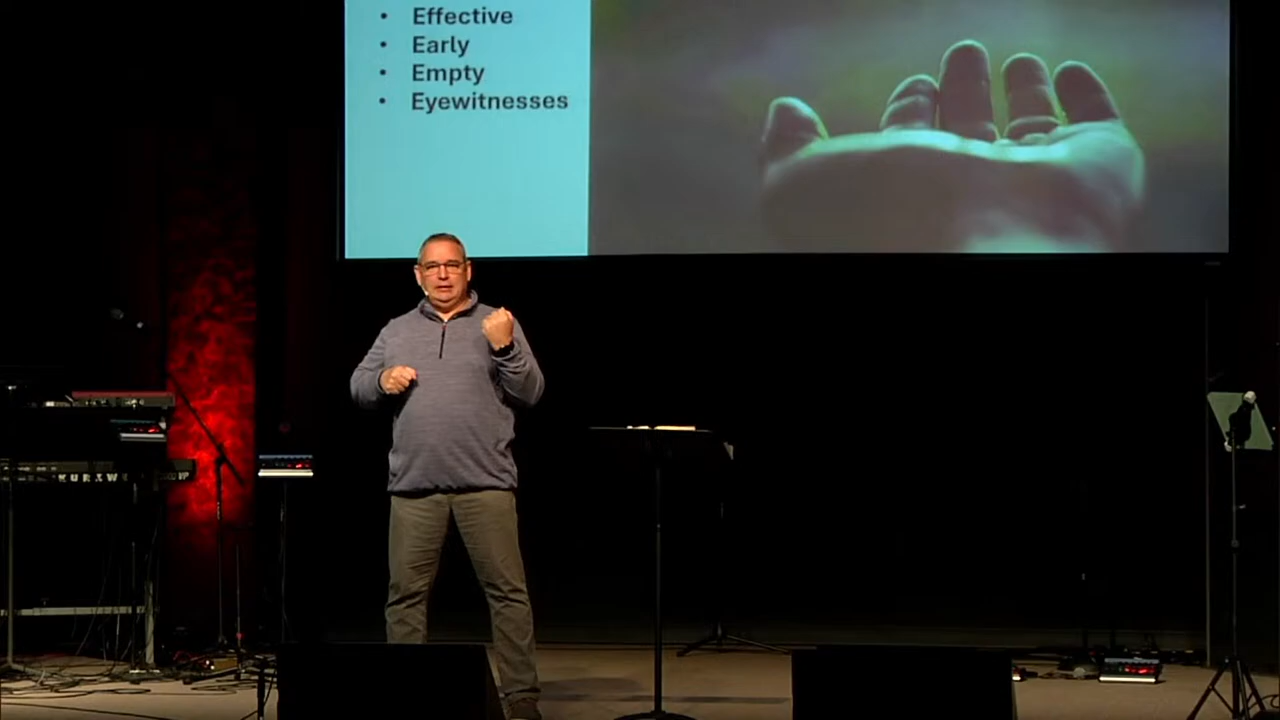 • Effective
• Early
• Empty
• Eyewitnesses